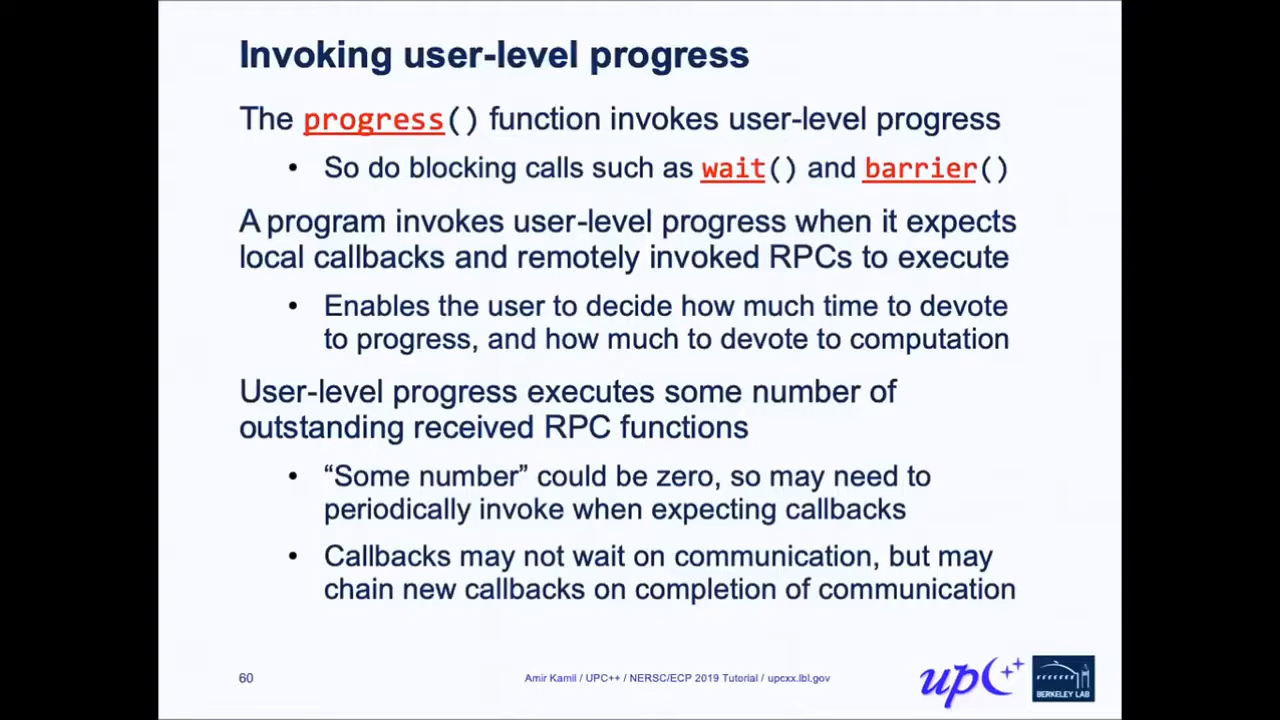 Invoking user-level progress
The progress() function invokes user-level progress
• So do blocking calls such as wait() and barrier()
A program invokes user-level progress when it expects
local callbacks and remotely invoked RPCs to execute
• Enables the user to decide how much time to devote
to progress, and how much to devote to computation
User-level progress executes some number of
outstanding received RPC functions
• “Some number” could be zero, so may need to
periodically invoke when expecting callbacks
• Callbacks may not wait on communication, but may
chain new callbacks on completion of communication
60
Amir Kamil / UPC++ / NERSC/ECP 2019 Tutorial / upcxx.lbl.gov
upc++
BERKELEY LAB